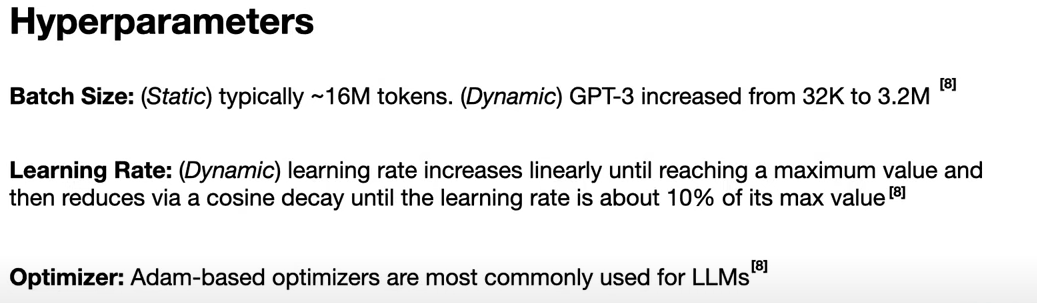 Hyperparameters
Batch Size: (Static) typically ~16M tokens. (Dynamic) GPT-3 increased from 32K to 3.2M [8]
Learning Rate: (Dynamic) learning rate increases linearly until reaching a maximum value and
then reduces via a cosine decay until the learning rate is about 10% of its max value [8]
Optimizer: Adam-based optimizers are most commonly used for LLMs [8]